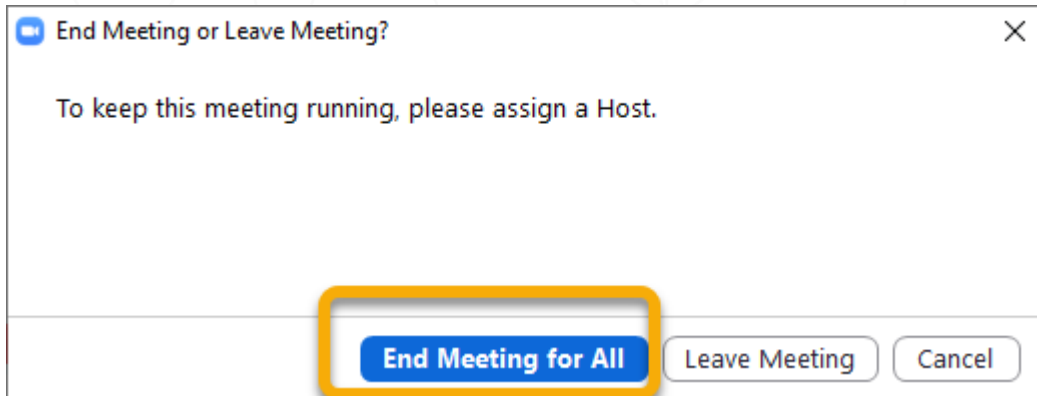 End Meeting or Leave Meeting?
To keep this meeting running, please assign a Host.
End Meeting for All
Leave Meeting
Cancel